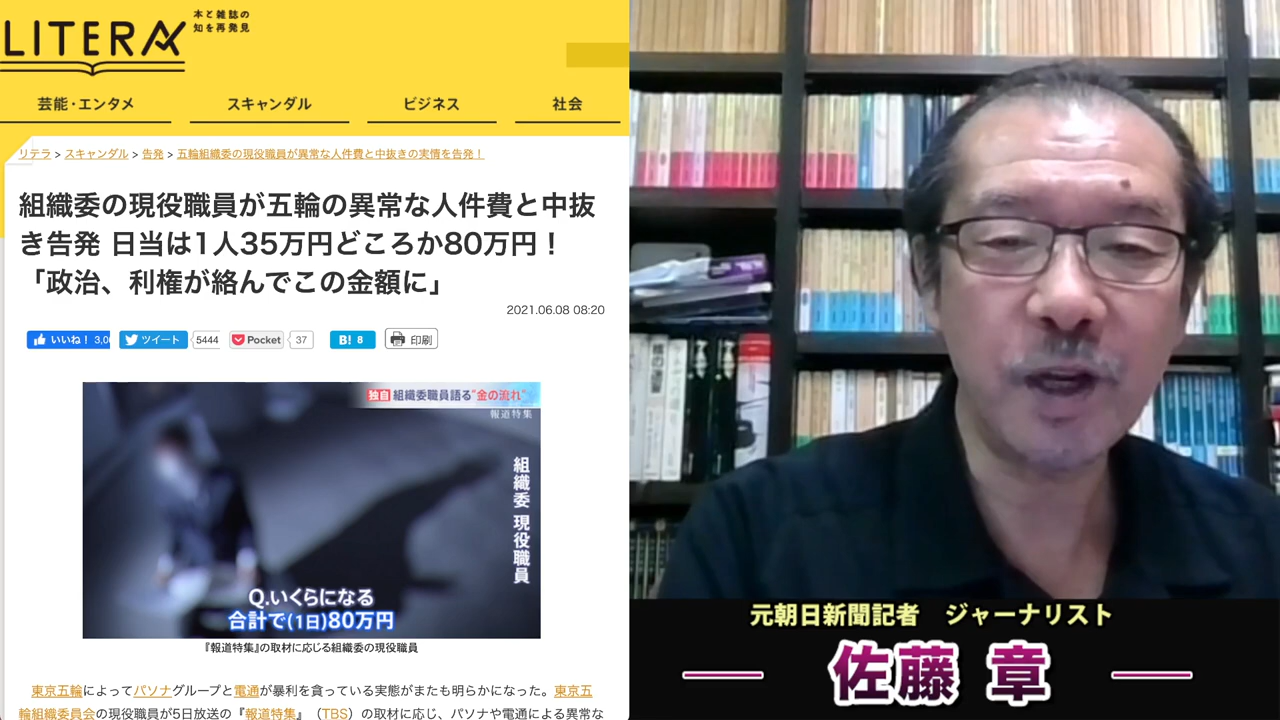 LITERA
本と雑誌の
知を再発見
芸能・エンタメ
スキャンダル
ビジネス
社会
リテラ > スキャンダル > 告発 > 五輪組織委の現役職員が異常な人件費と中抜きの実情を告発！
組織委の現役職員が五輪の異常な人件費と中抜
き告発 日当は1人35万円どころか80万円！
「政治、利権が絡んでこの金額に」
2021.06.08 08:20
いいね！ 3,0
ツイート
5444
Pocket
37
B! 8
印刷
独自 組織委職員語る"金の流れ"
報道特集
組織委 現役職員
Q.いくらになる
合計で(1日)80万円
『報道特集』の取材に応じる組織委の現役職員
東京五輪によってパソナグループと電通が暴利を貪っている実態がまたも明らかになった。東京五
輪組織委員会の現役職員が5日放送の『報道特集』（TBS）の取材に応じ、パソナや電通による異常な
元朝日新聞記者　ジャーナリスト
佐藤 章